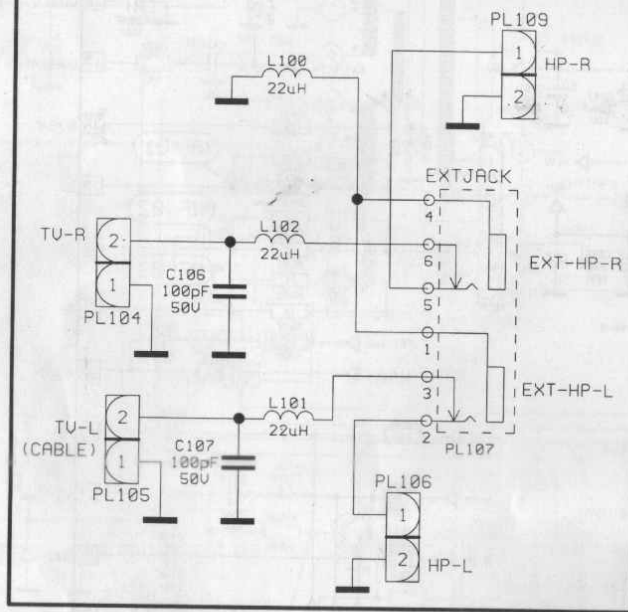 PL109
L100
1
HP-R
22uH
2
EXTJACK
4
TV-R
2
L102
6
22uH
EXT-HP-R
C106
100pF
50V
1
5
PL104
1
L101
3
EXT-HP-L
TV-L
(CABLE)
2
22uH
2
C107
100pF
50V
PL107
1
PL105
PL106
1
2
HP-L